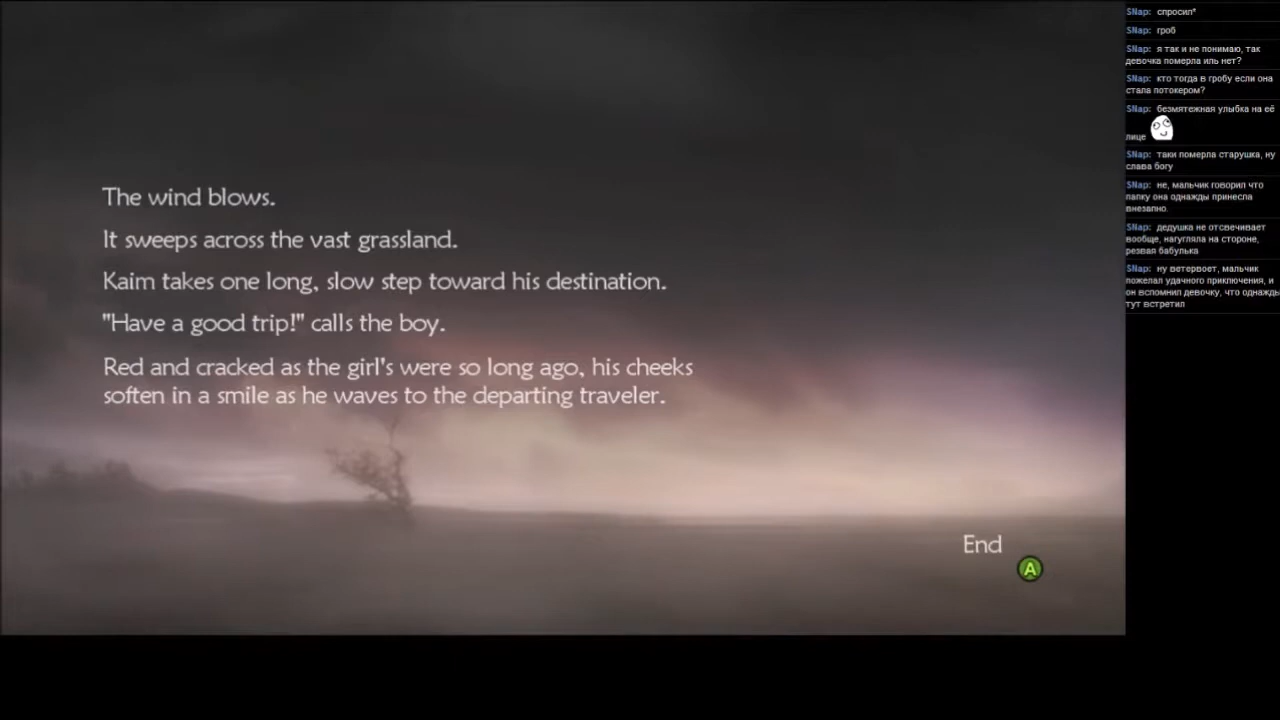 The wind blows.
It sweeps across the vast grassland.
Kaim takes one long, slow step toward his destination.
"Have a good trip!" calls the boy.
Red and cracked as the girl's were so long ago, his cheeks
soften in a smile as he waves to the departing traveler.
End
A
SNap: спросил*
SNap: гроб
SNap: я так и не понимаю, так
девочка померла иль нет?
SNap: кто тогда в гробу если она
стала потокером?
SNap: безмятежная улыбка на её
лице
SNap: таки померла старушка, ну
слава богу
SNap: не, мальчик говорил что
папку она однажды принесла
внезапно.
SNap: дедушка не отсвечивает
вообще, нагуляла на стороне,
резвая бабулька
SNap: ну ветервоет, мальчик
пожелал удачного приключения, и
он вспомнил девочку, что однажды
тут встретил